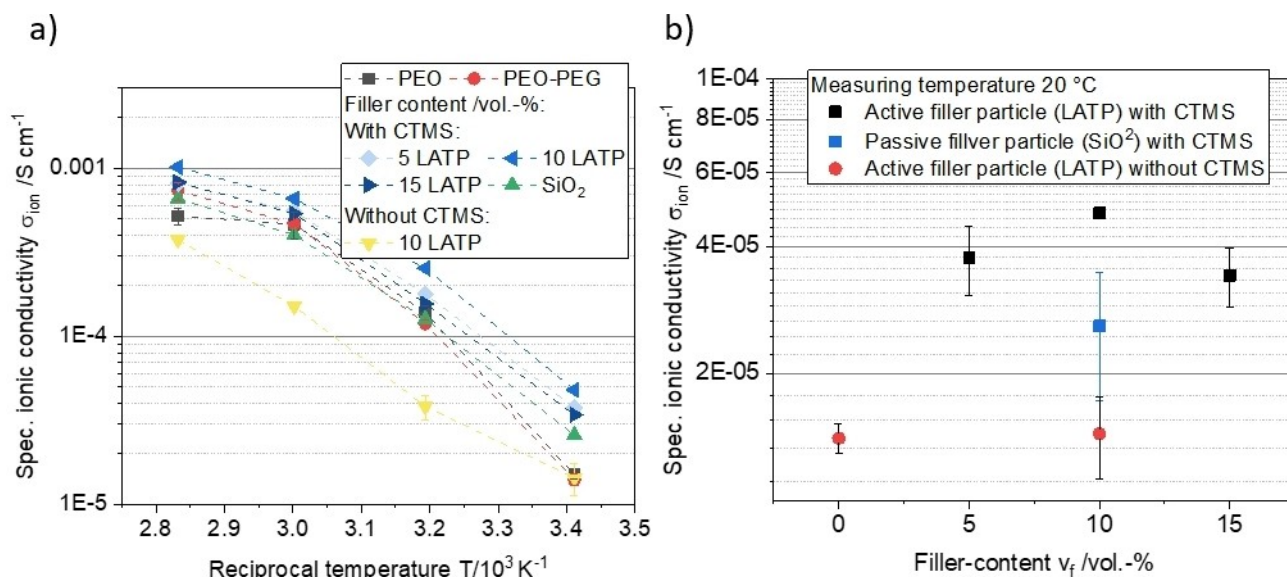 a)
PEO PEO-PEG
Filler content /vol.-%:
With CTMS:
5 LATP 10 LATP
15 LATP SiO₂
Without CTMS:
10 LATP
Spec. ionic conductivity σion /S cm⁻¹
0.001
1E-4
1E-5
2.8 2.9 3.0 3.1 3.2 3.3 3.4 3.5
Reciprocal temperature T/10³ K⁻¹
b)
Measuring temperature 20 °C
Active filler particle (LATP) with CTMS
Passive fillver particle (SiO²) with CTMS
Active filler particle (LATP) without CTMS
Spec. ionic conductivity σion /S cm⁻¹
1E-04
8E-05
6E-05
4E-05
2E-05
0 5 10 15
Filler-content vf /vol.-%